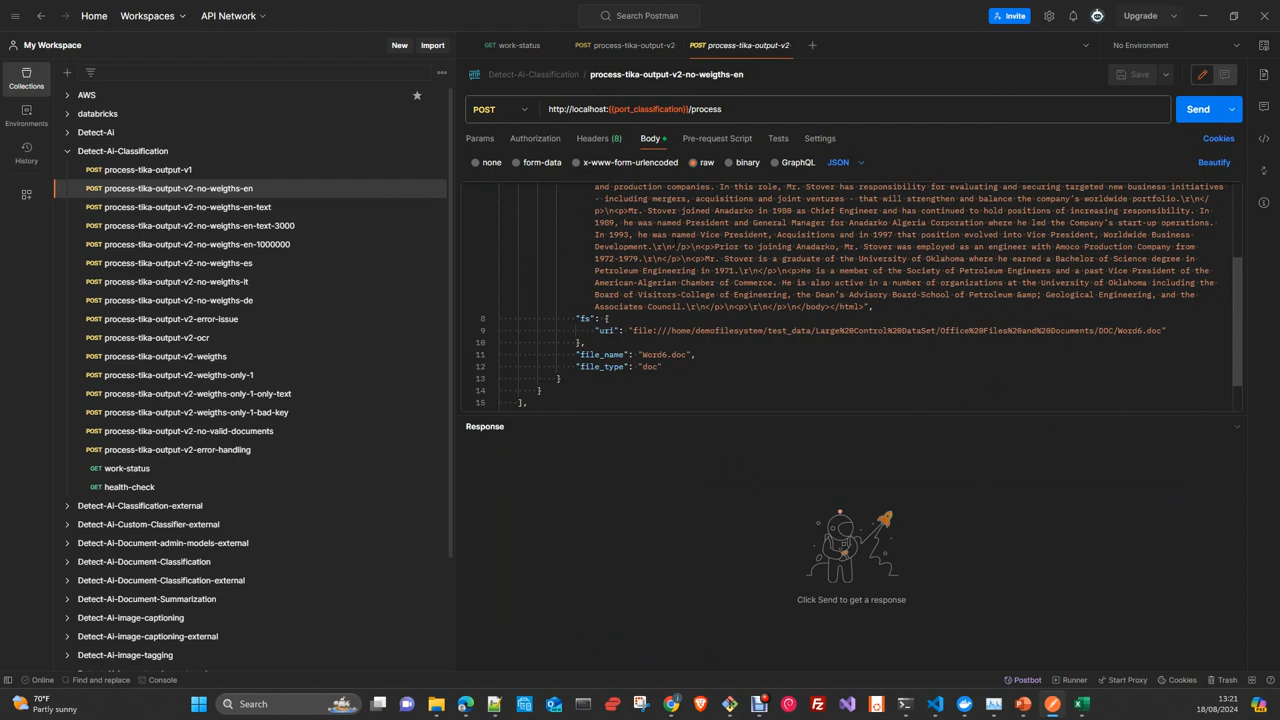 Home
Workspaces
API Network
Search Postman
Invite
Upgrade
My Workspace
New
Import
work-status
POST process-tika-output-v2
POST process-tika-output-v2-
No Environment
Collections
Environments
History
AWS
databricks
Detect-Ai
Detect-Ai-Classification
POST process-tika-output-v1
POST process-tika-output-v2-no-weigths-en
POST process-tika-output-v2-no-weigths-en-text
POST process-tika-output-v2-no-weigths-en-text-3000
POST process-tika-output-v2-no-weigths-en-1000000
POST process-tika-output-v2-no-weigths-es
POST process-tika-output-v2-no-weigths-it
POST process-tika-output-v2-no-weigths-de
POST process-tika-output-v2-error-issue
POST process-tika-output-v2-ocr
POST process-tika-output-v2-weigths
POST process-tika-output-v2-weigths-only-1
POST process-tika-output-v2-weigths-only-1-only-text
POST process-tika-output-v2-weigths-only-1-bad-key
POST process-tika-output-v2-no-valid-documents
POST process-tika-output-v2-error-handling
GET work-status
GET health-check
Detect-Ai-Classification-external
Detect-Ai-Custom-Classifier-external
Detect-Ai-Document-admin-models-external
Detect-Ai-Document-Classification
Detect-Ai-Document-Classification-external
Detect-Ai-Document-Summarization
Detect-Ai-image-captioning
Detect-Ai-image-captioning-external
Detect-Ai-image-tagging
Detect-Ai-Classification / process-tika-output-v2-no-weigths-en
Save
POST
http://localhost:{{port_classification}}/process
Send
Params
Authorization
Headers (8)
Body
Pre-request Script
Tests
Settings
Cookies
none
form-data
x-www-form-urlencoded
raw
binary
GraphQL
JSON
Beautify
and production companies. In this role, Mr. Stover has responsibility for evaluating and securing targeted new business initiatives
- including mergers, acquisitions and joint ventures - that will strengthen and balance the company's worldwide portfolio.\r\n</
p>\n<p>Mr. Stover joined Anadarko in 1980 as Chief Engineer and has continued to hold positions of increasing responsibility. In
1989, he was named President and General Manager for Anadarko Algeria Corporation where he led the Company's start-up operations.
In 1993, he was named Vice President, Acquisitions and in 1997 that position evolved into Vice President, Worldwide Business
Development.\r\n</p>\n<p>Prior to joining Anadarko, Mr. Stover was employed as an engineer with Amoco Production Company from
1972-1979.\r\n</p>\n<p>Mr. Stover is a graduate of the University of Oklahoma where he earned a Bachelor of Science degree in
Petroleum Engineering in 1971.\r\n</p>\n<p>He is a member of the Society of Petroleum Engineers and a past Vice President of the
American-Algerian Chamber of Commerce. He is also active in a number of organizations at the University of Oklahoma including the
Board of Visitors-College of Engineering, the Dean's Advisory Board-School of Petroleum &amp; Geological Engineering, and the
Associates Council.\r\n</p>\n<p>\n<p>\n</body></html>",
8 "fs": {
9 "uri": "file:///home/demofilesystem/test_data/Large%20Control%20DataSet/Office%20Files%20and%20Documents/DOC/Word6.doc"
10 },
11 "file_name": "Word6.doc",
12 "file_type": "doc"
13 }
14 }
15 ],
Response
Click Send to get a response
Online
Find and replace
Console
Postbot
Runner
Start Proxy
Cookies
Trash
70°F
Partly sunny
Search
13:21
18/08/2024